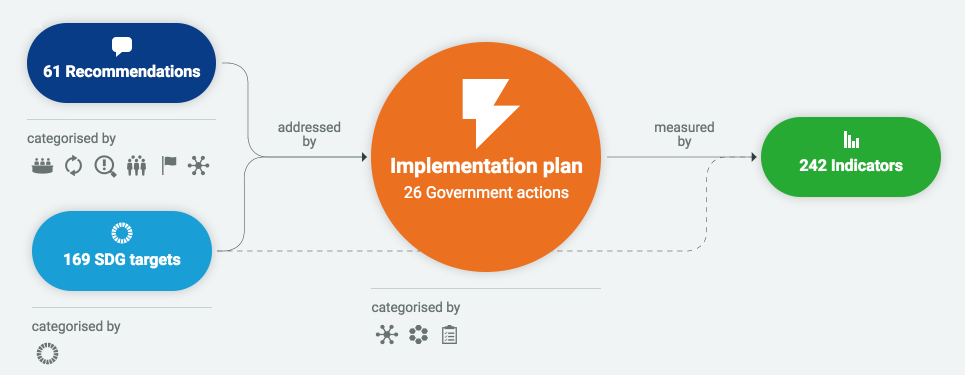 61 Recommendations
categorised by
169 SDG targets
categorised by
addressed
by
Implementation plan
26 Government actions
categorised by
measured
by
242 Indicators